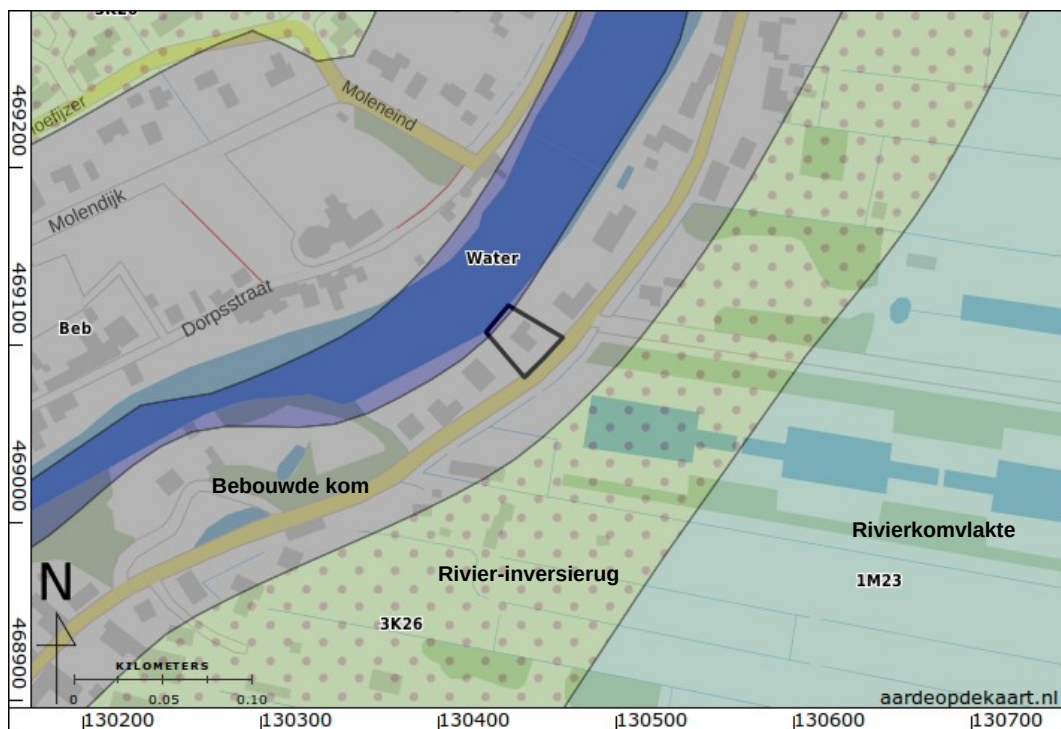 3K26
Moleneind
469200
Molendijk
Water
469100
Dorpsstraat
Beb
469000
Bebouwde kom
Rivierkomvlakte
N
Rivier-inversierug
1M23
3K26
468900
KILOMETERS
0 0.05 0.10
aardeopdekaart.nl
130200 130300 130400 130500 130600 130700